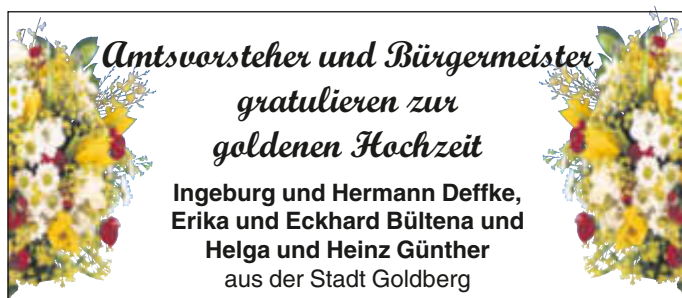 Amtsvorsteher und Bürgermeister
gratulieren zur
goldenen Hochzeit
Ingeburg und Hermann Deffke,
Erika und Eckhard Bültena und
Helga und Heinz Günther
aus der Stadt Goldberg